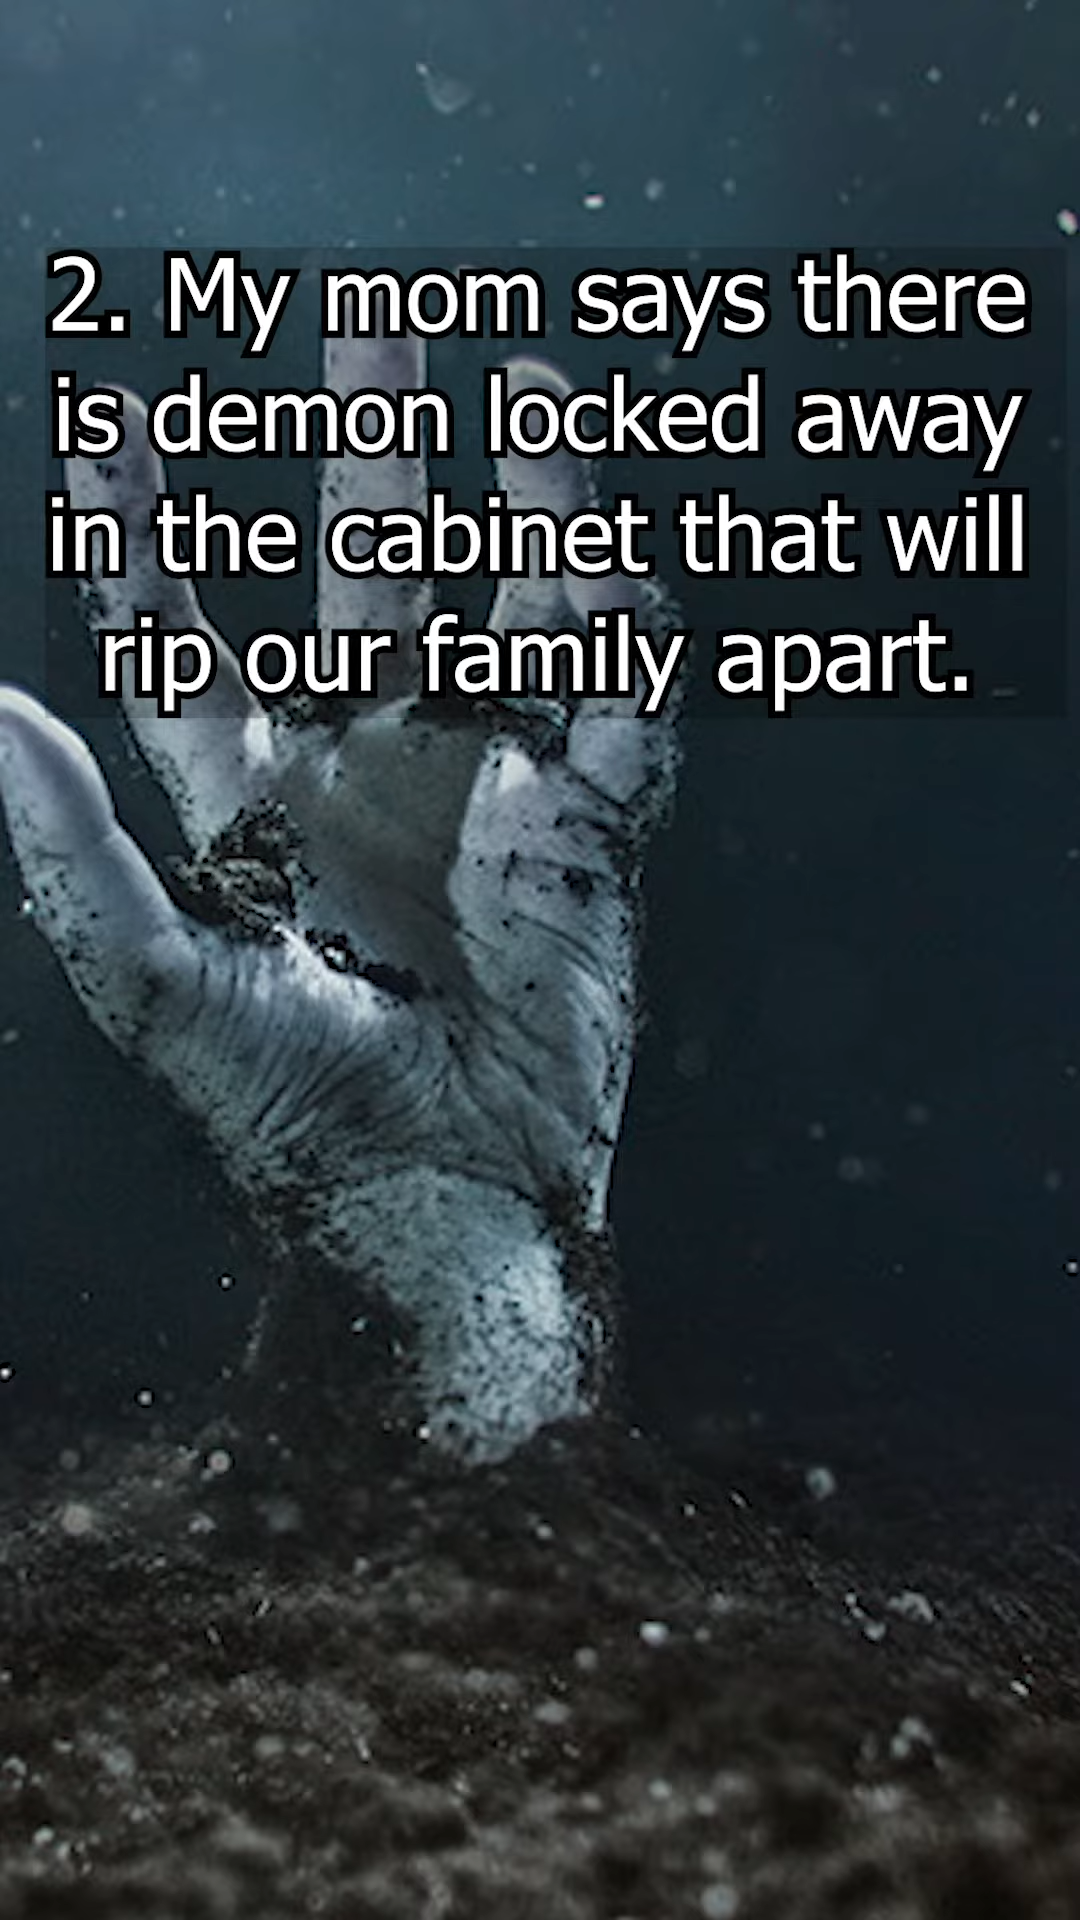 2. My mom says there
is demon locked away
in the cabinet that will
rip our family apart.